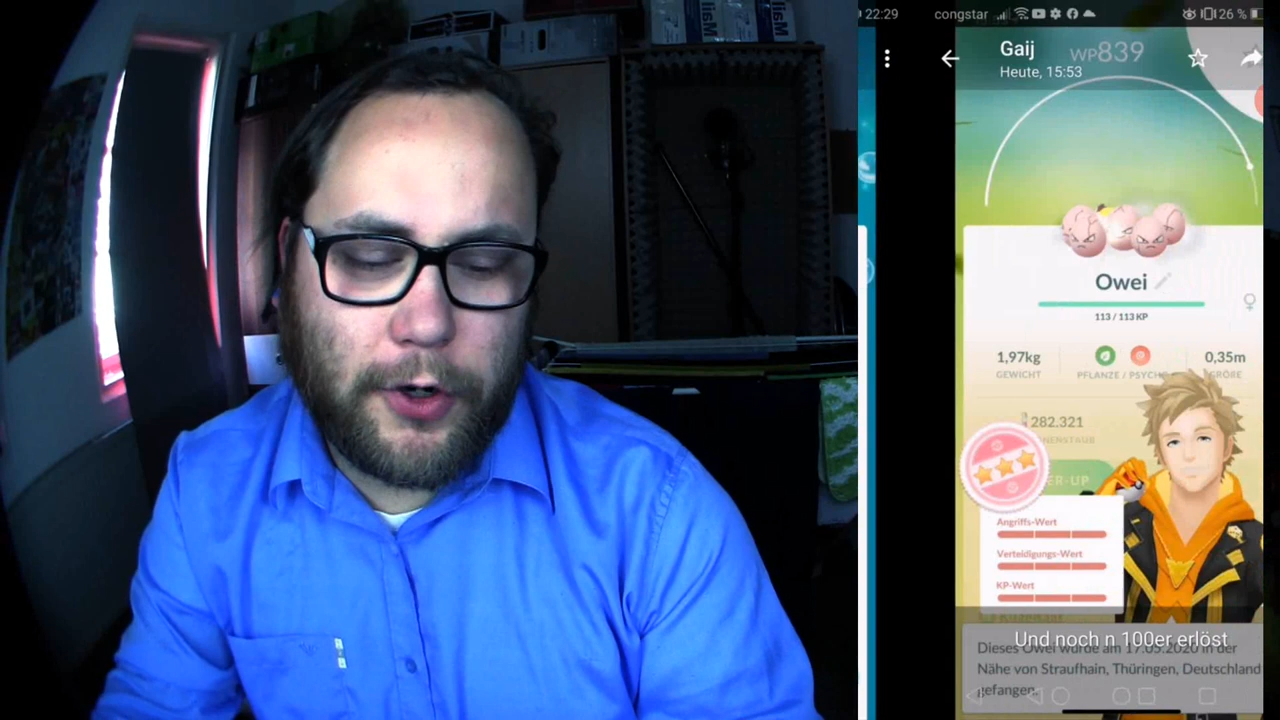 22:29
congstar
26 %
Gaij
WP839
Heute, 15:53
Owei
113 / 113 KP
1,97kg
0,35m
GEWICHT
PFLANZE / PSYCHO
GRÖßE
282.321
ER-UP
Angriffs-Wert
Verteidigungs-Wert
KP-Wert
Und noch n 100er erlöst
Dieses Owei wurde am 17.05.2020 in der
Nähe von Straufhain, Thüringen, Deutschland
gefangen.